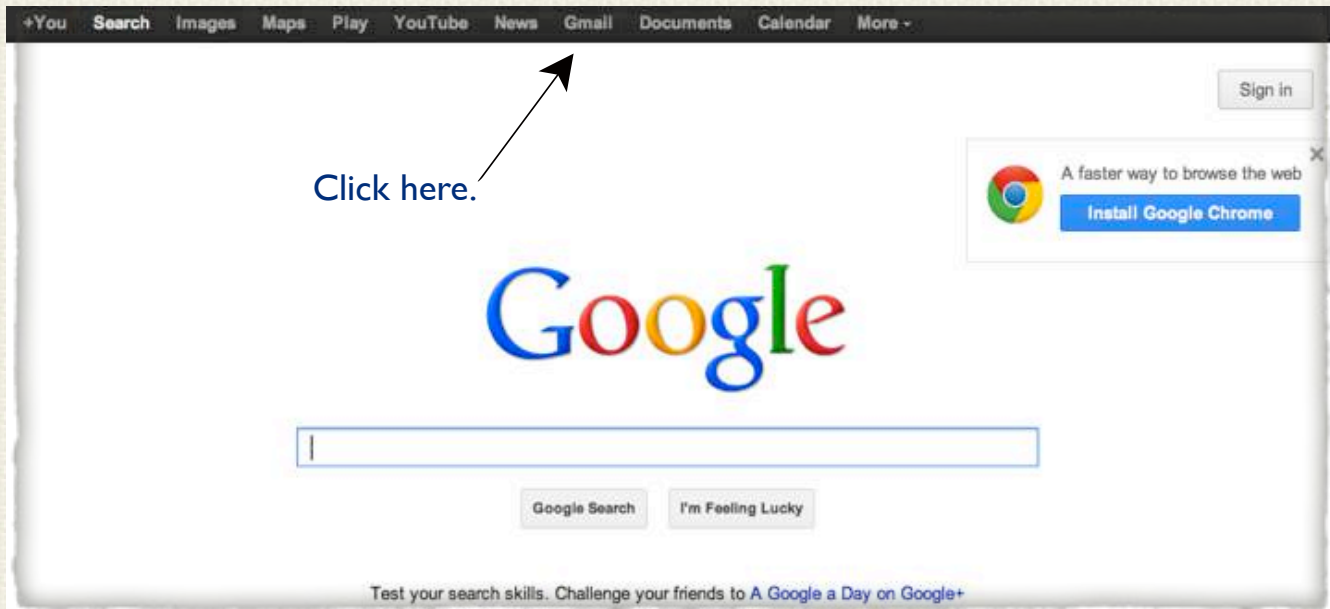 +You Search Images Maps Play YouTube News Gmail Documents Calendar More
Sign in
Click here.
A faster way to browse the web
Install Google Chrome
Google
Google Search I'm Feeling Lucky
Test your search skills. Challenge your friends to A Google a Day on Google+